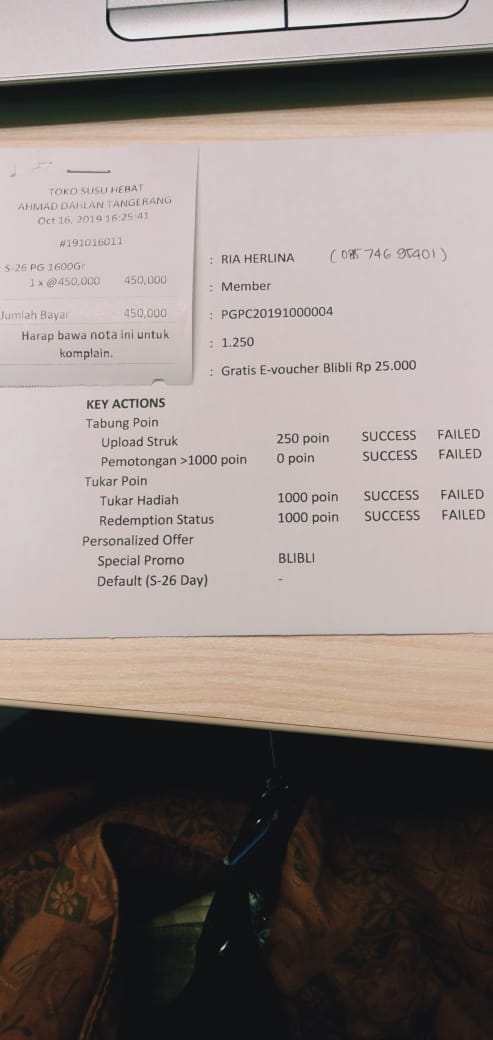 TOKO SUSU HEBAT
AHMAD DAHLAN TANGERANG
Oct 16, 2019 16:25:41
#191016011
S-26 PG 1600Gr
1 x @450,000 450,000
Jumlah Bayar 450,000
Harap bawa nota ini untuk
komplain.
: RIA HERLINA (085 746 95401)
: Member
: PGPC20191000004
: 1.250
: Gratis E-voucher Blibli Rp 25.000
KEY ACTIONS
Tabung Poin
Upload Struk 250 poin SUCCESS FAILED
Pemotongan >1000 poin 0 poin SUCCESS FAILED
Tukar Poin
Tukar Hadiah 1000 poin SUCCESS FAILED
Redemption Status 1000 poin SUCCESS FAILED
Personalized Offer
Special Promo BLIBLI
Default (S-26 Day) -